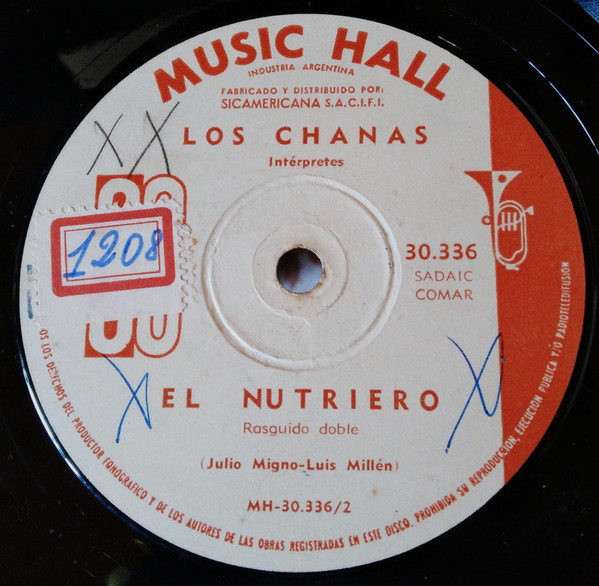 MUSIC HALL
INDUSTRIA ARGENTINA
FABRICADO Y DISTRIBUIDO POR:
SICAMERICANA S.A.C.I.F.I.
X X
LOS CHANAS
Intérpretes
1208
30.336
SADAIC
COMAR
X
EL NUTRIERO
X
Rasguido doble
(Julio Migno-Luis Millén)
MH-30.336/2
OS LOS DERECHOS DEL PRODUCTOR FONOGRAFICO Y DE LOS AUTORES DE LAS OBRAS REGISTRADAS EN ESTE DISCO. PROHIBIDA SU REPRODUCCION, EJECUCION PUBLICA Y/O RADIOTELEDIFUSION